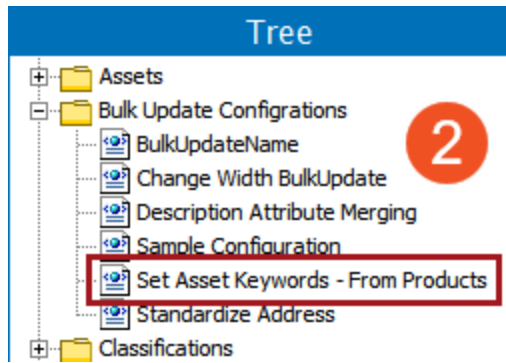 Tree
Assets
Bulk Update Configrations
2
BulkUpdateName
Change Width BulkUpdate
Description Attribute Merging
Sample Configuration
Set Asset Keywords - From Products
Standardize Address
Classifications